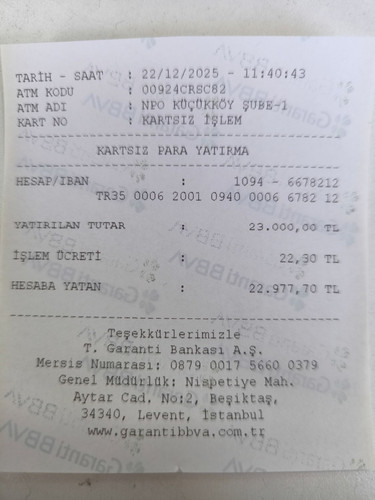 TARİH - SAAT : 22/12/2025 - 11:40:43
ATM KODU : 00924CRSC82
ATM ADI : NPO KÜÇÜKKÖY ŞUBE-1
KART NO : KARTSIZ İŞLEM
KARTSIZ PARA YATIRMA
HESAP/IBAN : 1094 - 6678212
TR35 0006 2001 0940 0006 6782 12
YATIRILAN TUTAR : 23.000,00 TL
İŞLEM ÜCRETİ : 22,30 TL
HESABA YATAN : 22.977,70 TL
Teşekkürlerimizle
T. Garanti Bankası A.Ş.
Mersis Numarası: 0879 0017 5660 0379
Genel Müdürlük: Nispetiye Mah.
Aytar Cad. No:2, Beşiktaş,
34340, Levent, İstanbul
www.garantibbva.com.tr